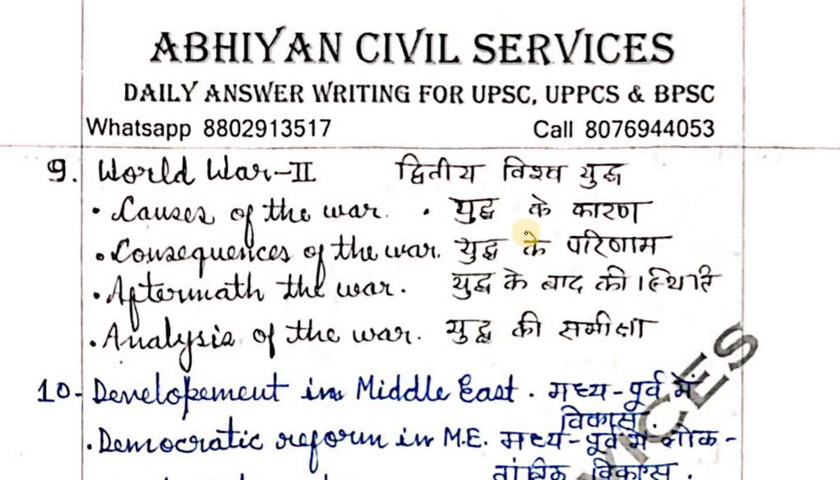 ABHIYAN CIVIL SERVICES
DAILY ANSWER WRITING FOR UPSC, UPPCS & BPSC
Whatsapp 8802913517 Call 8076944053
9. World War-II द्वितीय विश्व युद्ध
• Causes of the war. • युद्ध के कारण
• Consequences of the war. युद्ध के परिणाम
• Aftermath the war. युद्ध के बाद की स्थिति
• Analysis of the war. युद्ध की समीक्षा
10- Developement in Middle East. मध्य-पूर्व में
विकास.
• Democratic reform in M.E. मध्य-पूर्व में लोक-
तांत्रिक विकास.